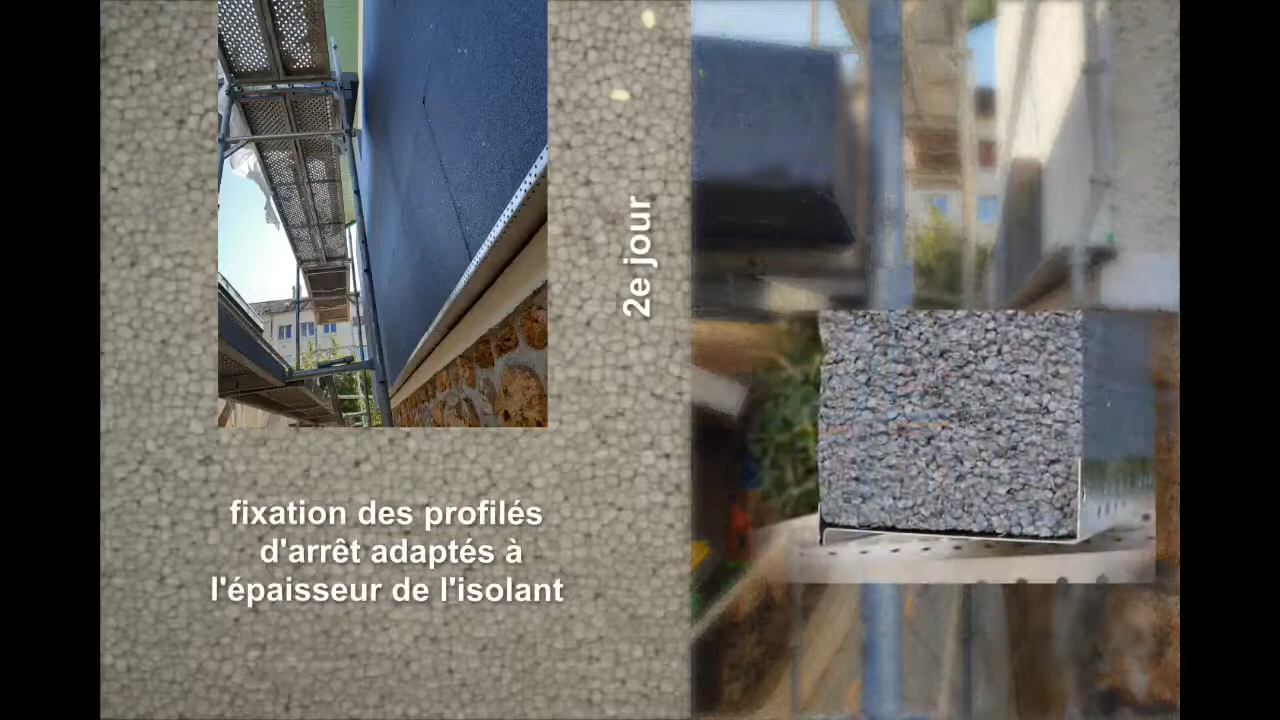 2e jour
fixation des profilés
d'arrêt adaptés à
l'épaisseur de l'isolant